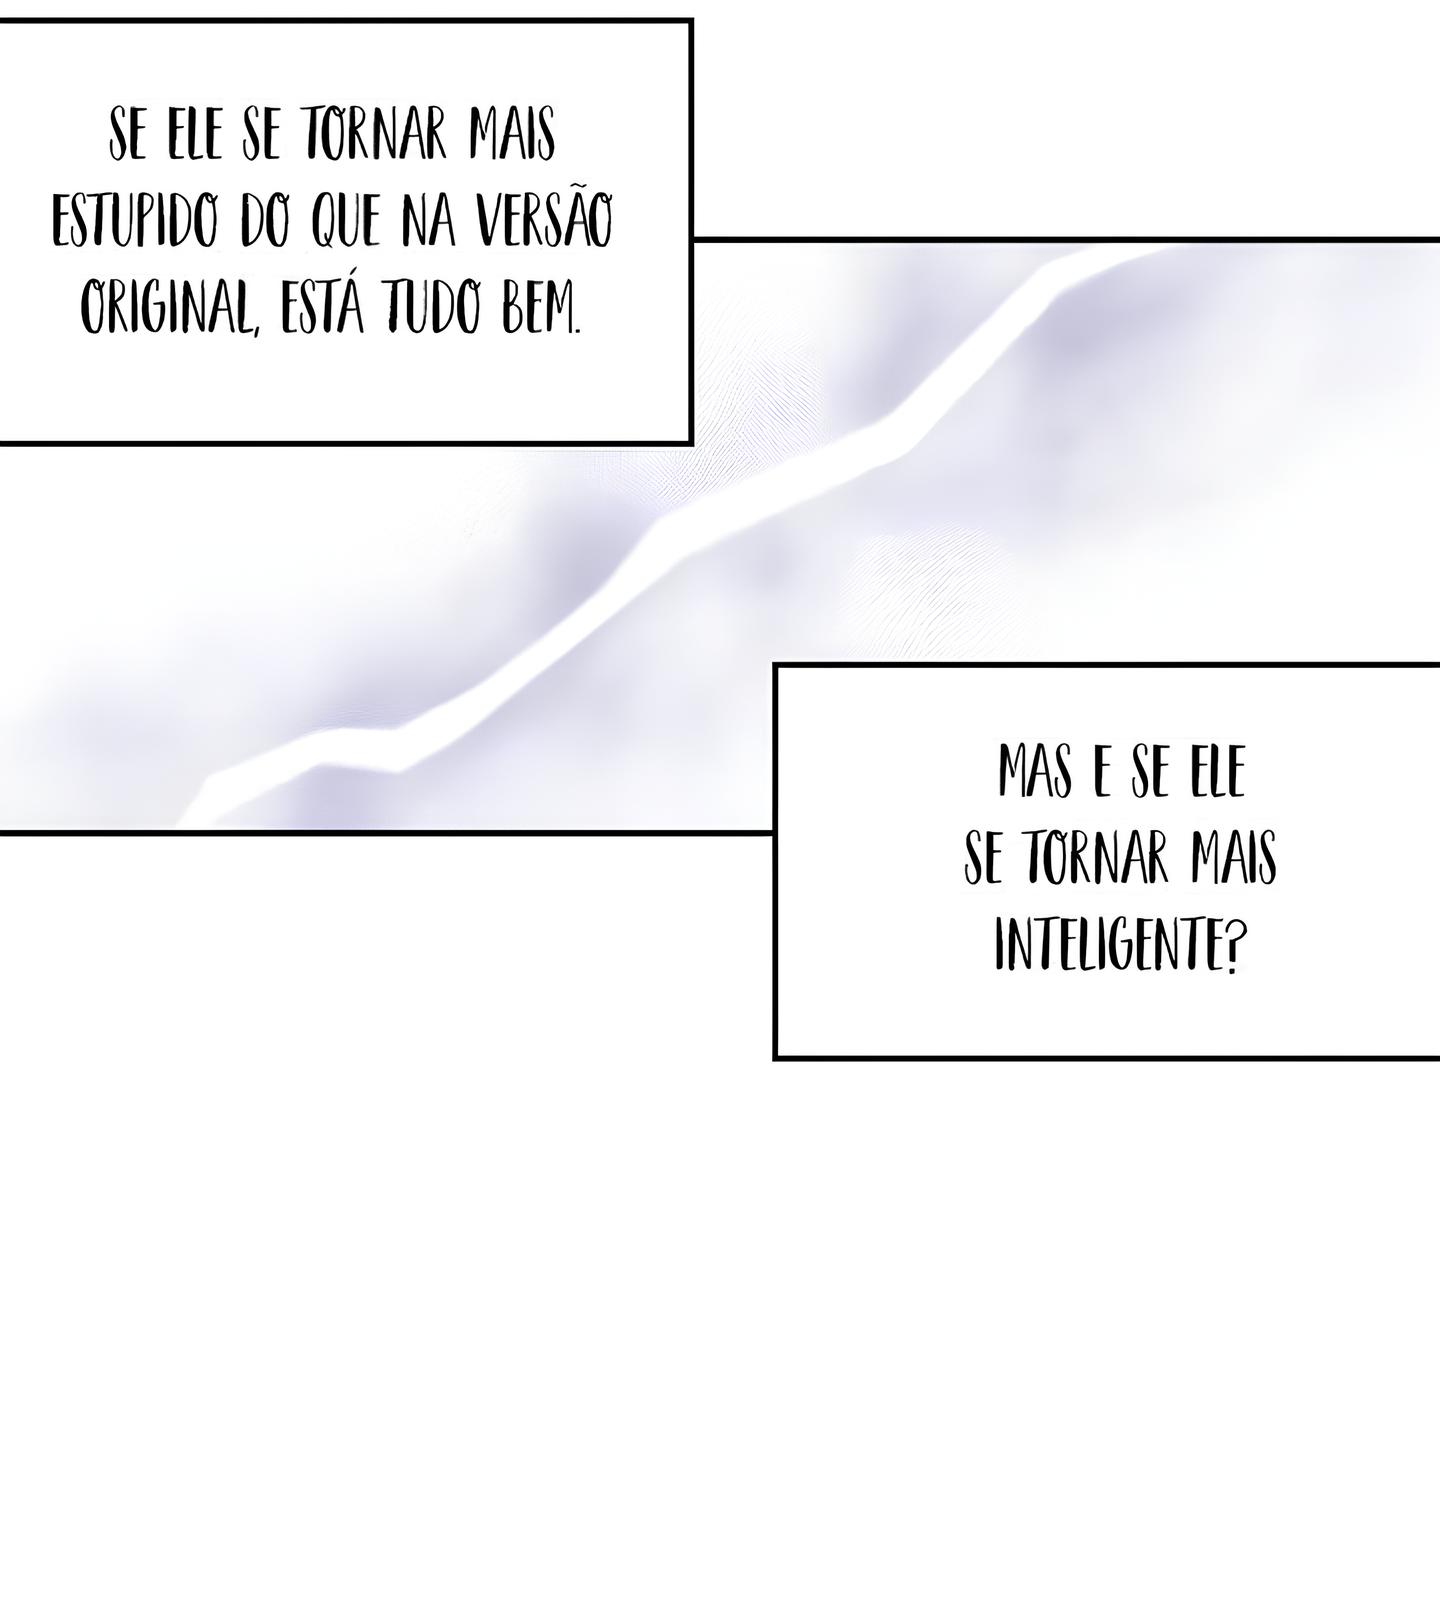 SE ELE SE TORNAR MAIS
ESTUPIDO DO QUE NA VERSÃO
ORIGINAL, ESTÁ TUDO BEM.
MAS E SE ELE
SE TORNAR MAIS
INTELIGENTE?